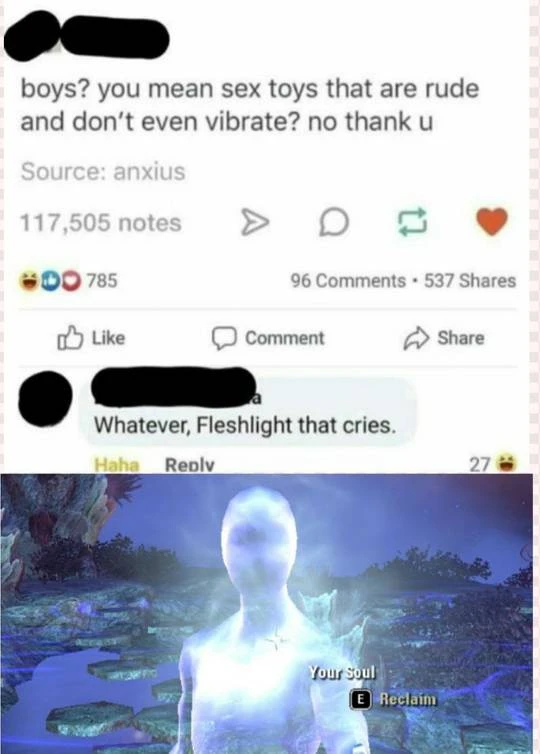 boys? you mean sex toys that are rude
and don't even vibrate? no thank u
Source: anxius
117,505 notes
785 96 Comments • 537 Shares
Like Comment Share
a
Whatever, Fleshlight that cries.
Haha Reply 27
Your Soul
E Reclaim